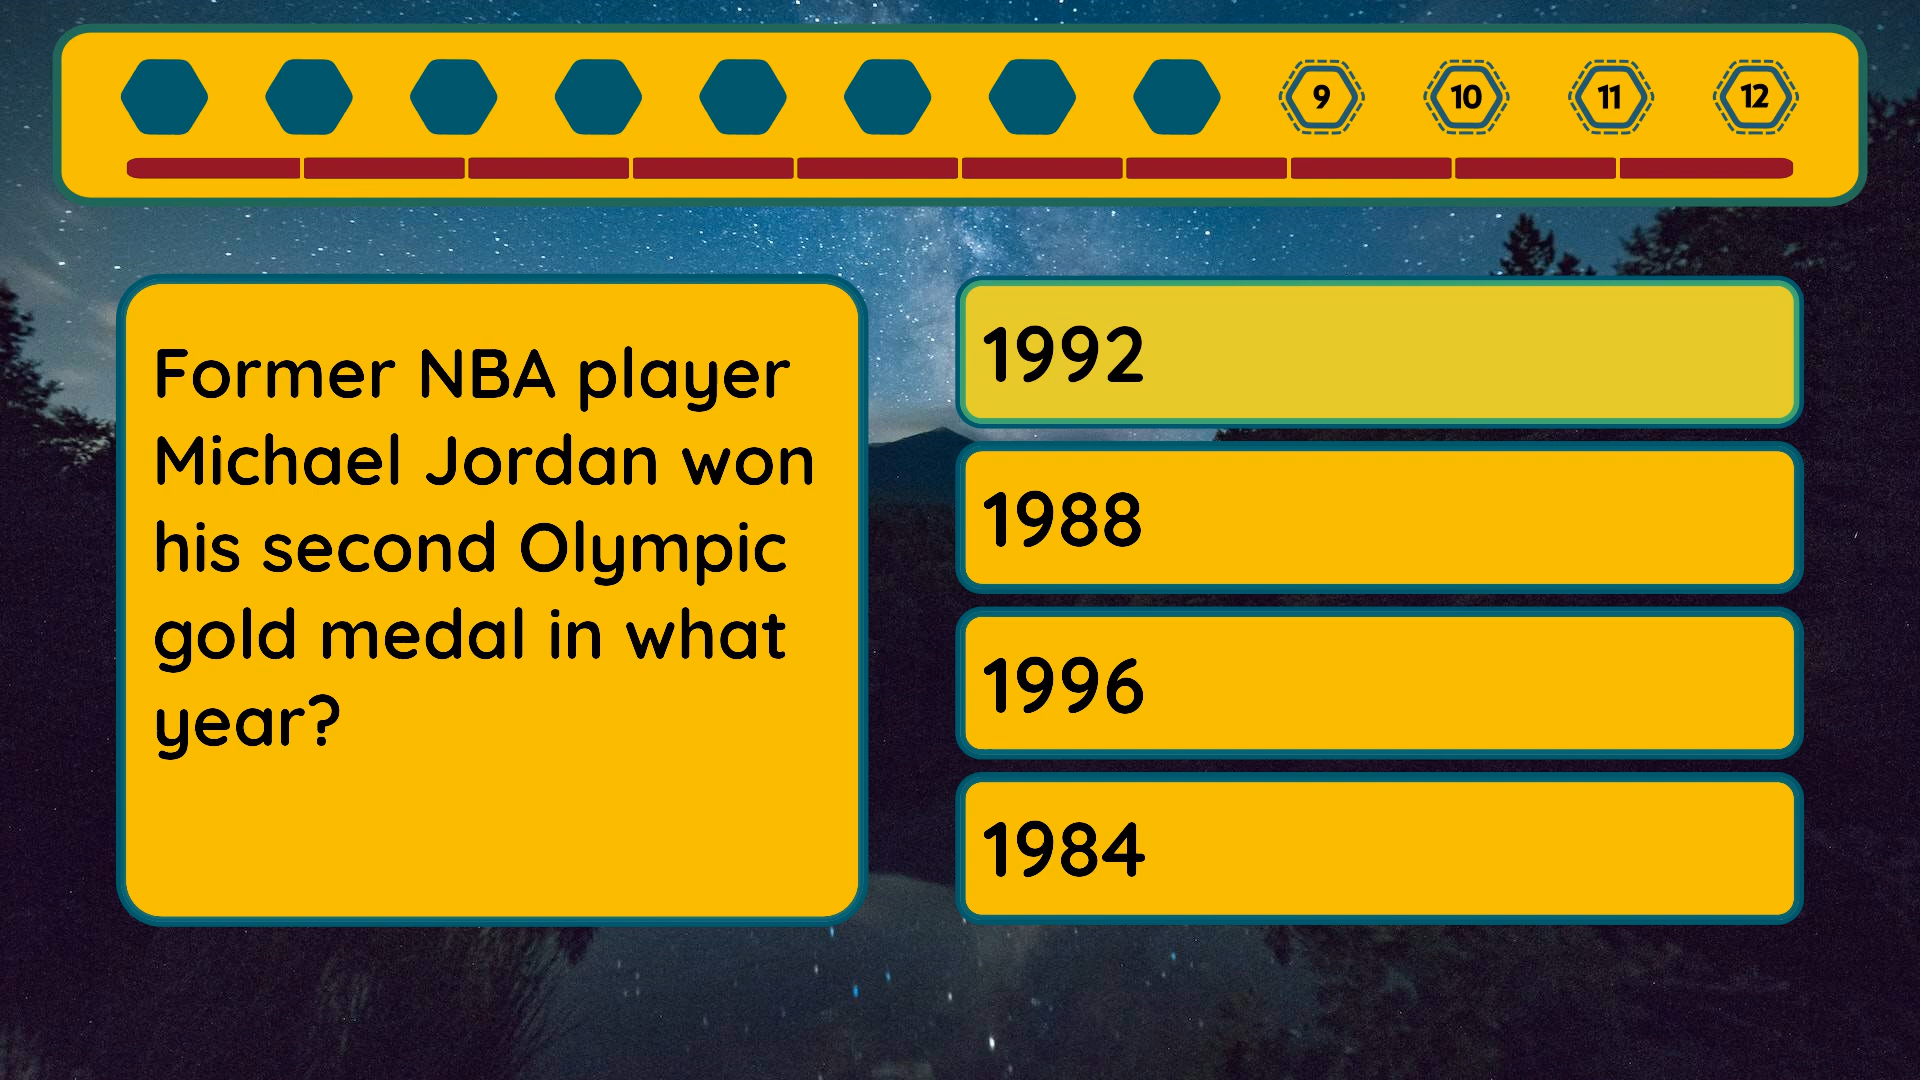 9 10 11 12
Former NBA player
Michael Jordan won
his second Olympic
gold medal in what
year?
1992
1988
1996
1984